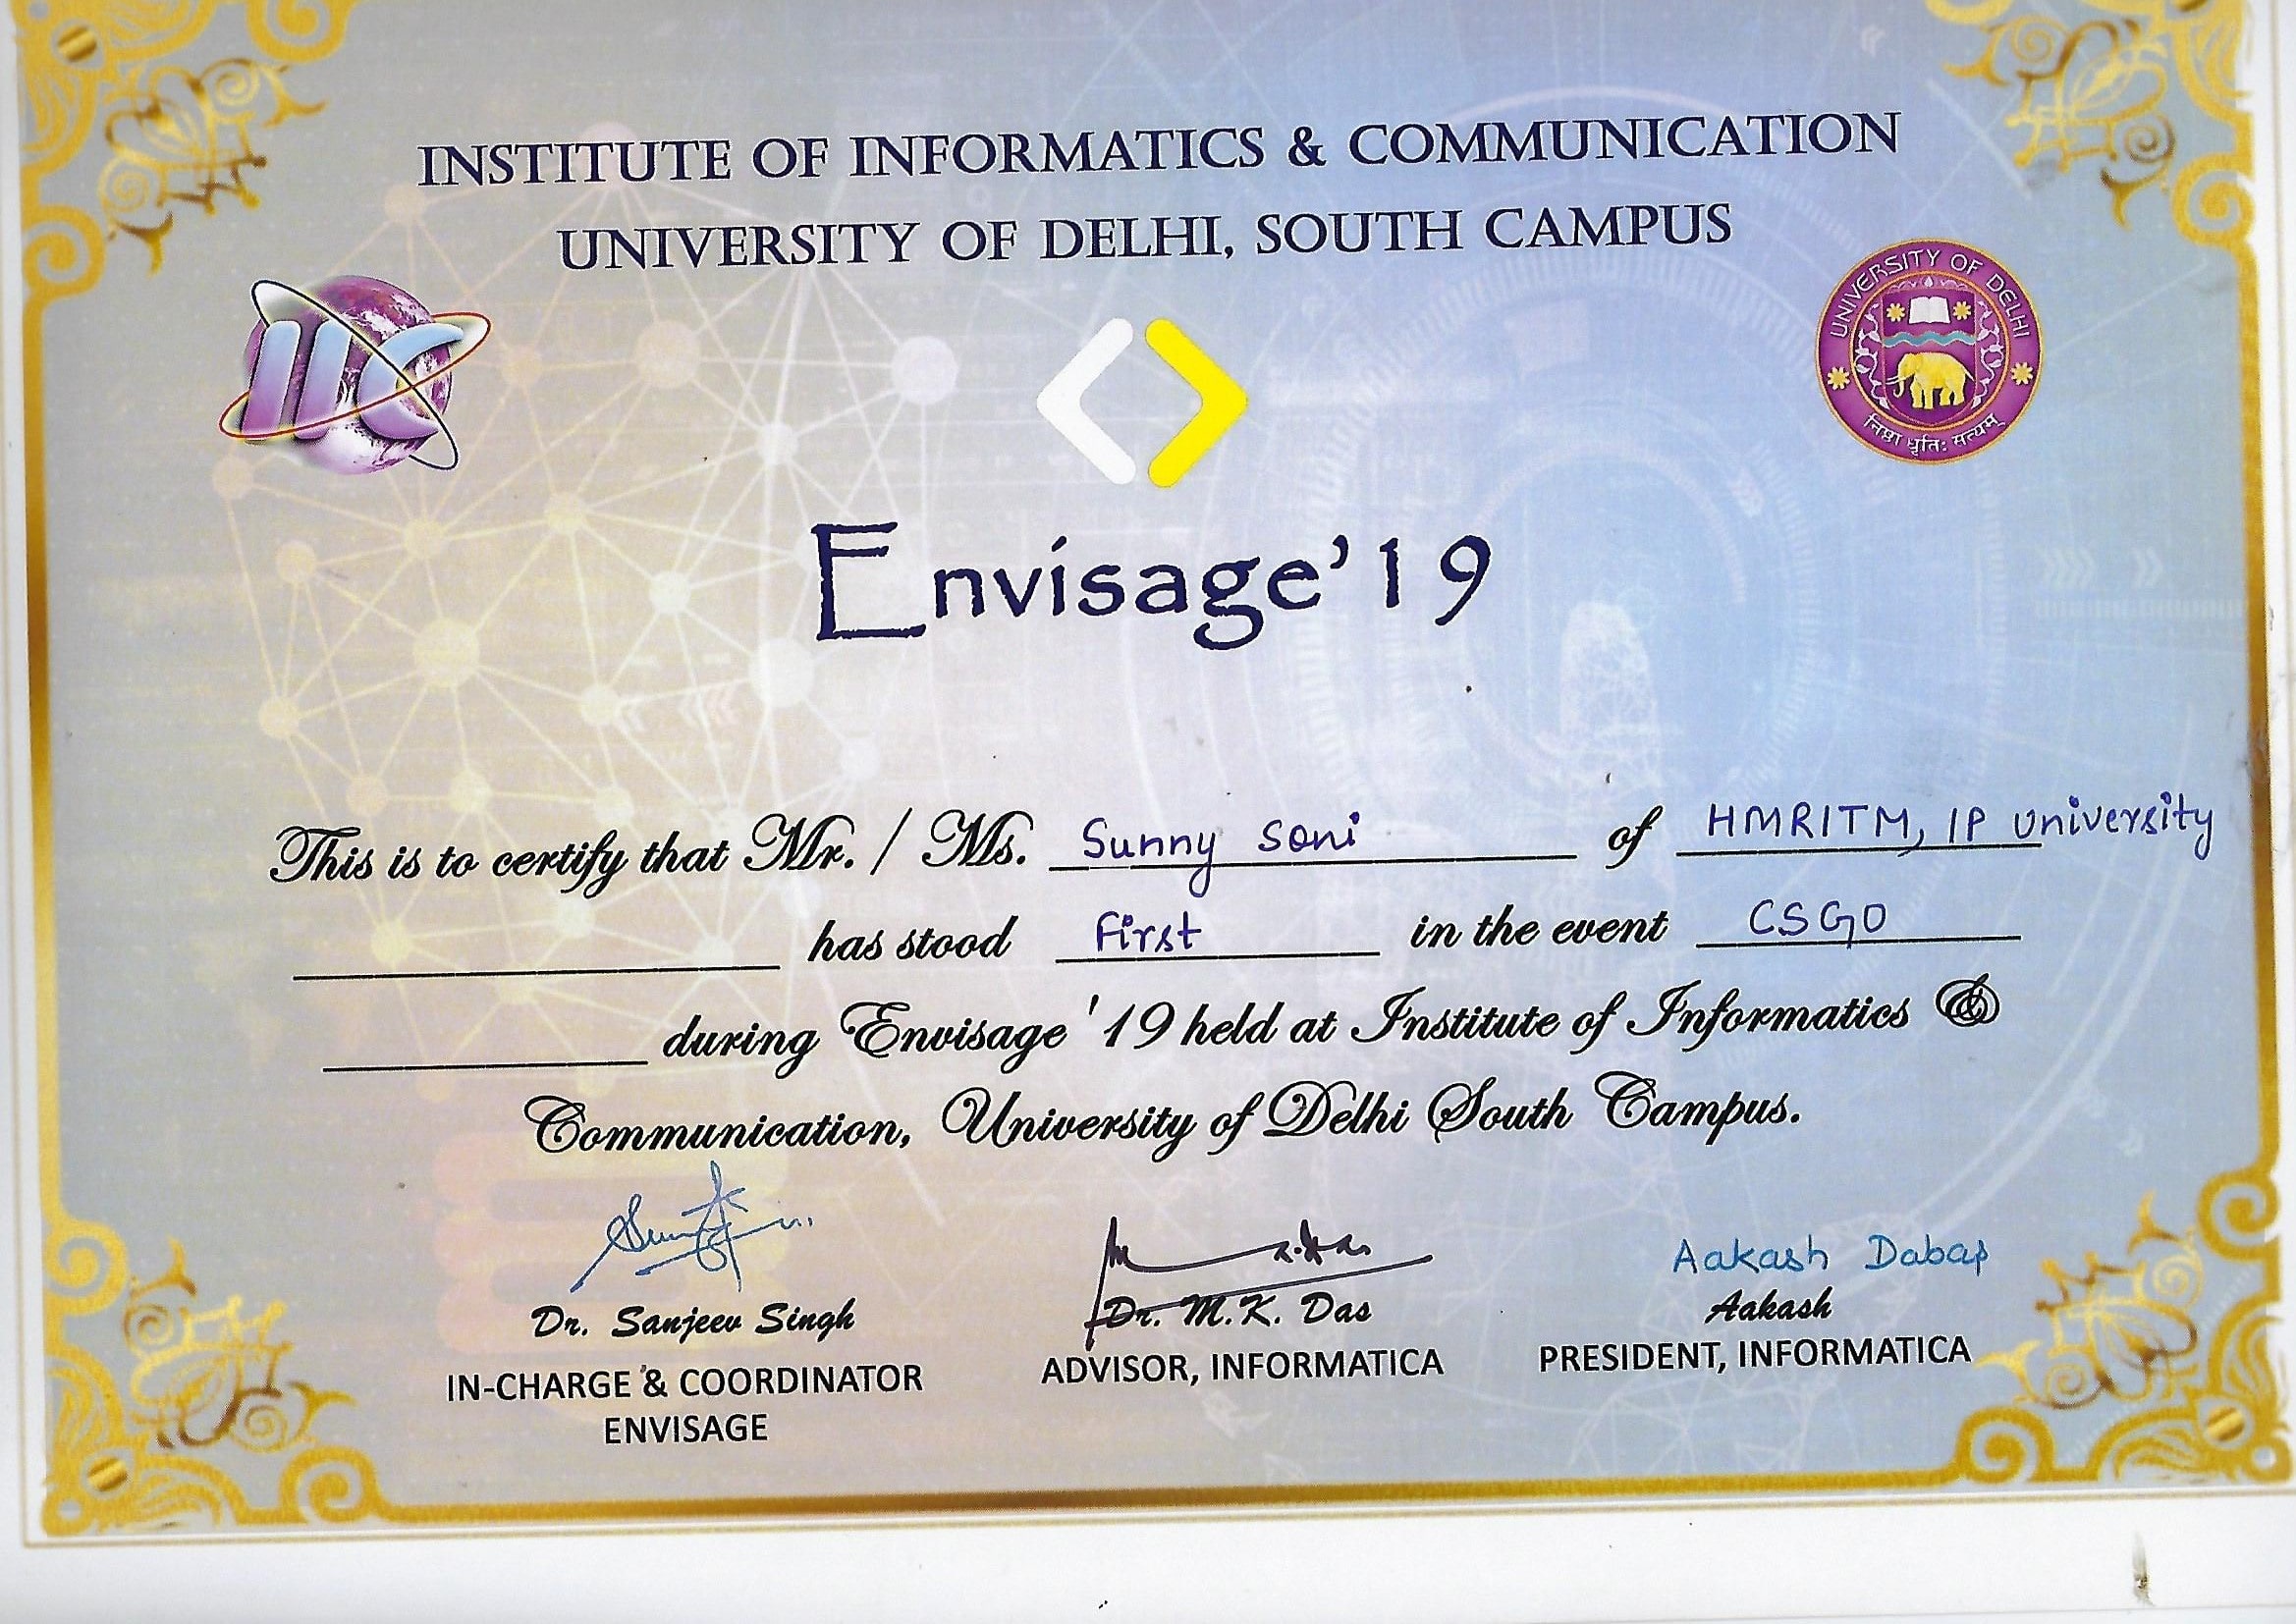 INSTITUTE OF INFORMATICS & COMMUNICATION
UNIVERSITY OF DELHI, SOUTH CAMPUS
IIC
UNIVERSITY OF DELHI
निष्ठा धृतिः सत्यम्
Envisage'19
This is to certify that Mr. / Ms. Sunny Soni of HMRITM, IP University
has stood First in the event CSGO
during Envisage '19 held at Institute of Informatics &
Communication, University of Delhi South Campus.
Aakash Dabas
Dr. Sanjeev Singh Dr. M.K. Das Aakash
IN-CHARGE & COORDINATOR ADVISOR, INFORMATICA PRESIDENT, INFORMATICA
ENVISAGE